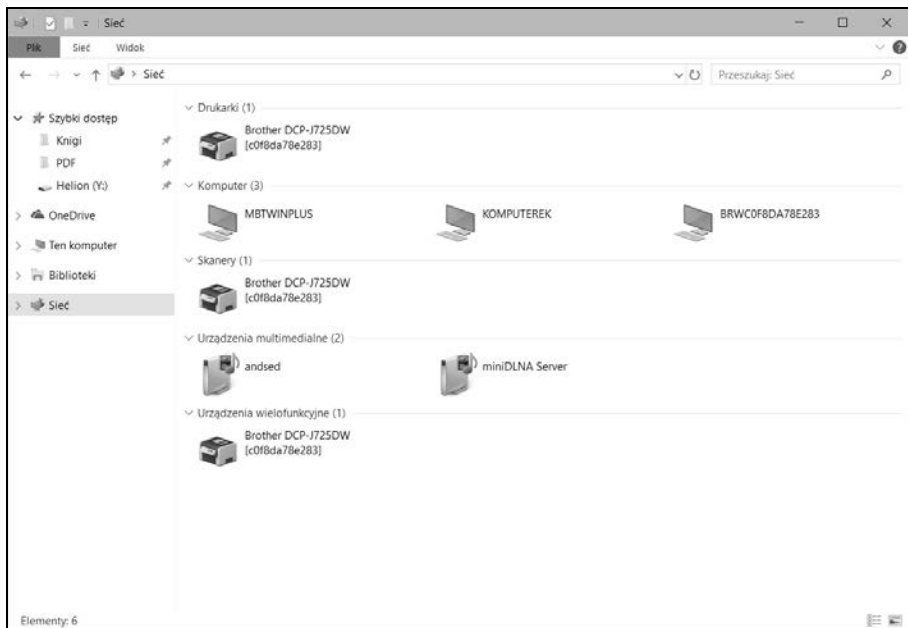 Sieć
Plik Sieć Widok
Sieć Przeszukaj: Sieć
Szybki dostęp
Knigi
PDF
Helion (Y:)
OneDrive
Ten komputer
Biblioteki
Sieć
Drukarki (1)
Brother DCP-J725DW
[c0f8da78e283]
Komputer (3)
MBTWINPLUS KOMPUTEREK BRWC0F8DA78E283
Skanery (1)
Brother DCP-J725DW
[c0f8da78e283]
Urządzenia multimedialne (2)
andsed miniDLNA Server
Urządzenia wielofunkcyjne (1)
Brother DCP-J725DW
[c0f8da78e283]
Elementy: 6